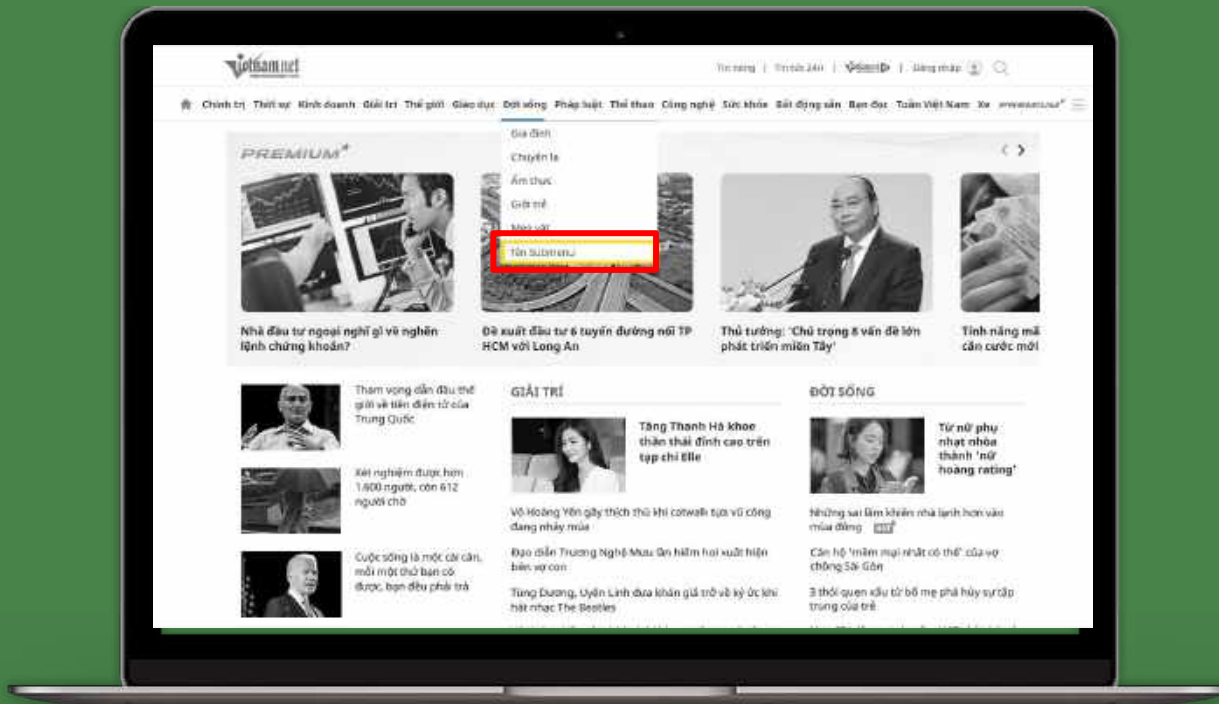 Vietnamnet
Tin nóng | Tin tức 24h | | Đăng nhập
Chính trị Thời sự Kinh doanh Giải trí Thế giới Giáo dục Đời sống Pháp luật Thể thao Công nghệ Sức khỏe Bất động sản Bạn đọc Tuần Việt Nam Xe PREMIUM+
Gia đình
Chuyện lạ
Ẩm thực
Giới trẻ
Mẹo vặt
Tên Submenu
PREMIUM+
Nhà đầu tư ngoại nghĩ gì về nghẽn
lệnh chứng khoán?
Đề xuất đầu tư 6 tuyến đường nối TP
HCM với Long An
Thủ tướng: 'Chú trọng 8 vấn đề lớn
phát triển miền Tây'
Tính năng mã
căn cước mới
Tham vọng dẫn đầu thế
giới về tiền điện tử của
Trung Quốc
Xét nghiệm được hơn
1.600 người, còn 612
người chờ
Cuộc sống là một cái cân,
mỗi một thứ bạn có
được, bạn đều phải trả
GIẢI TRÍ
Tăng Thanh Hà khoe
thần thái đỉnh cao trên
tạp chí Elle
Võ Hoàng Yến gây thích thú khi catwalk tựa vũ công
đang nhảy múa
Đạo diễn Trương Nghệ Mưu lần hiếm hoi xuất hiện
bên vợ con
Tùng Dương, Uyên Linh đưa khán giả trở về ký ức khi
hát nhạc The Beatles
ĐỜI SỐNG
Từ nữ phụ
nhạt nhòa
thành 'nữ
hoàng rating'
Những sai lầm khiến nhà lạnh hơn vào
mùa đông
Căn hộ 'mềm mại nhất có thể' của vợ
chồng Sài Gòn
3 thói quen xấu từ bố mẹ phá hủy sự tập
trung của trẻ